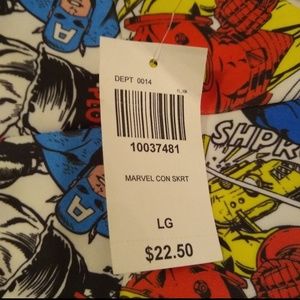 DEPT 0014
10037481
MARVEL CON SKRT
LG
$22.50
SHPK
A
A